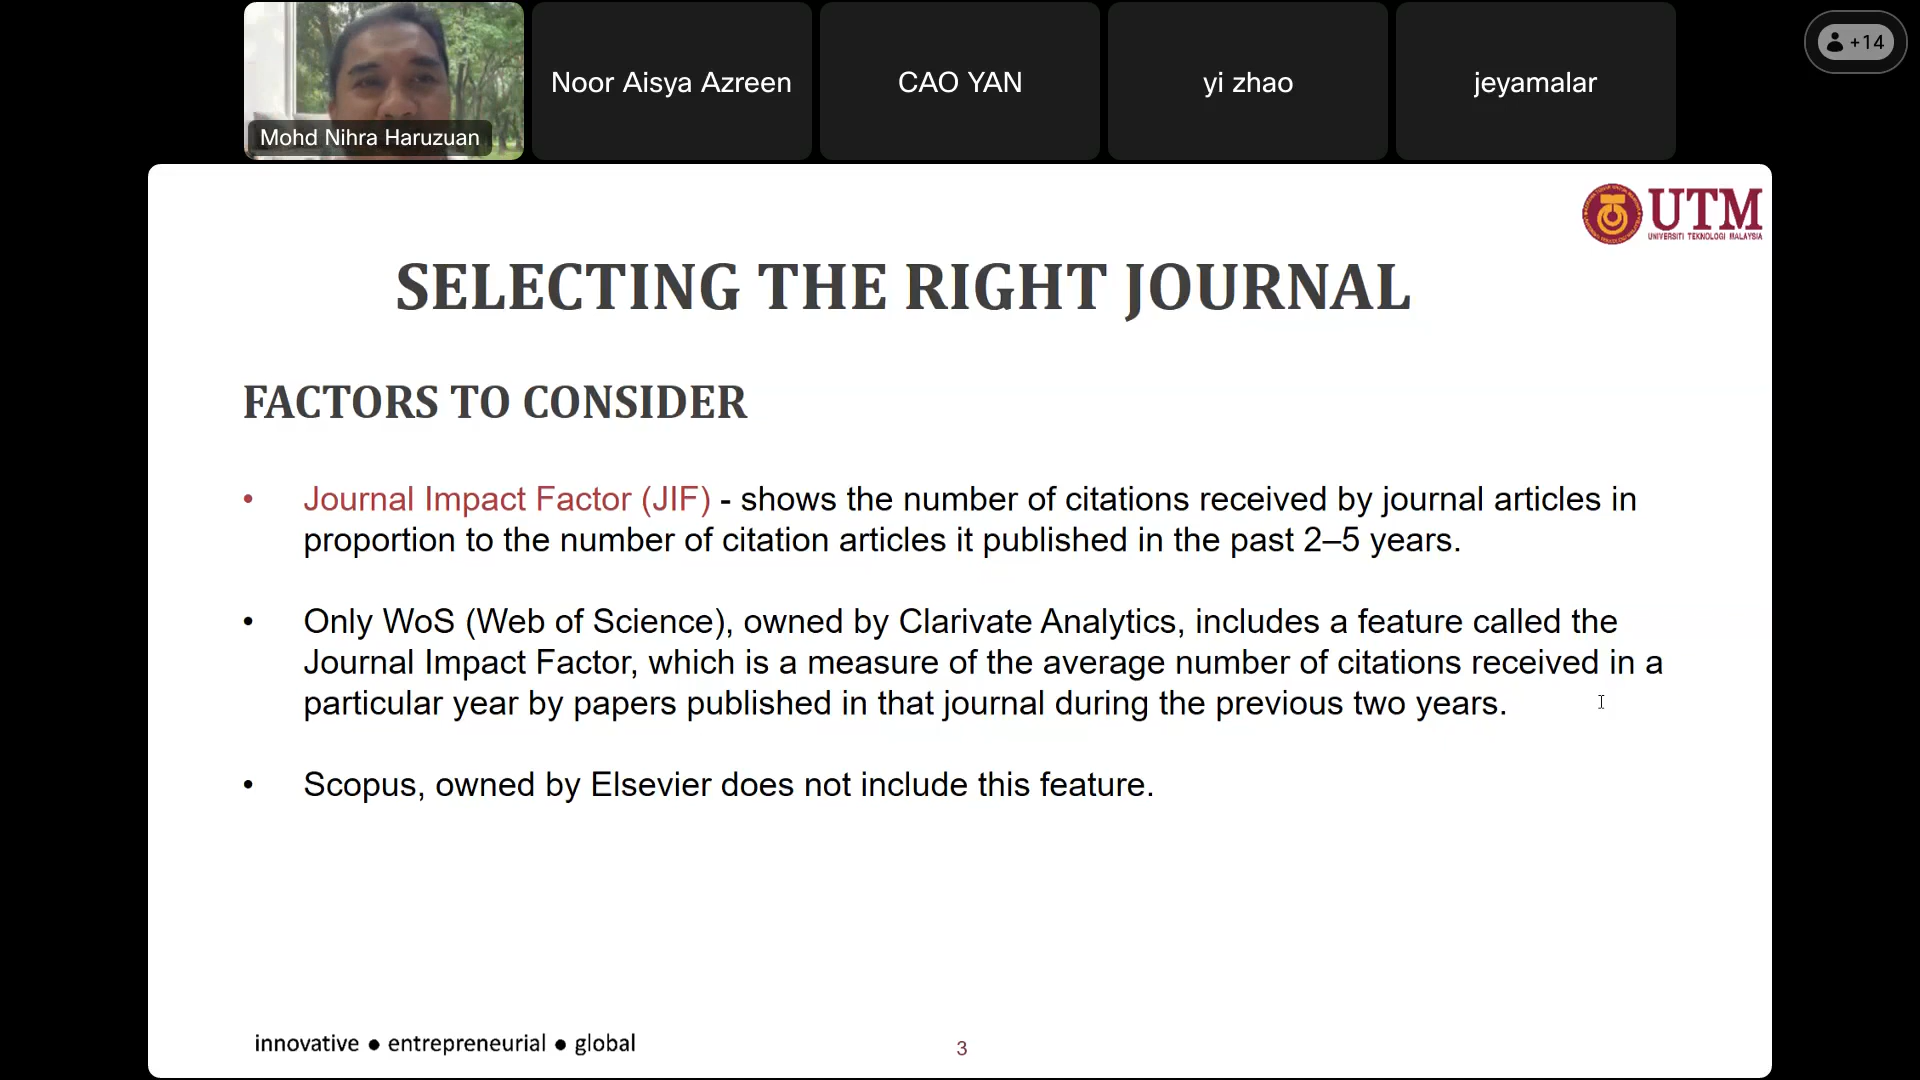 Mohd Nihra Haruzuan
Noor Aisya Azreen
CAO YAN
yi zhao
jeyamalar
+14
UTM
UNIVERSITI TEKNOLOGI MALAYSIA
SELECTING THE RIGHT JOURNAL
FACTORS TO CONSIDER
• Journal Impact Factor (JIF) - shows the number of citations received by journal articles in
proportion to the number of citation articles it published in the past 2–5 years.
• Only WoS (Web of Science), owned by Clarivate Analytics, includes a feature called the
Journal Impact Factor, which is a measure of the average number of citations received in a
particular year by papers published in that journal during the previous two years.
• Scopus, owned by Elsevier does not include this feature.
innovative ● entrepreneurial ● global
3